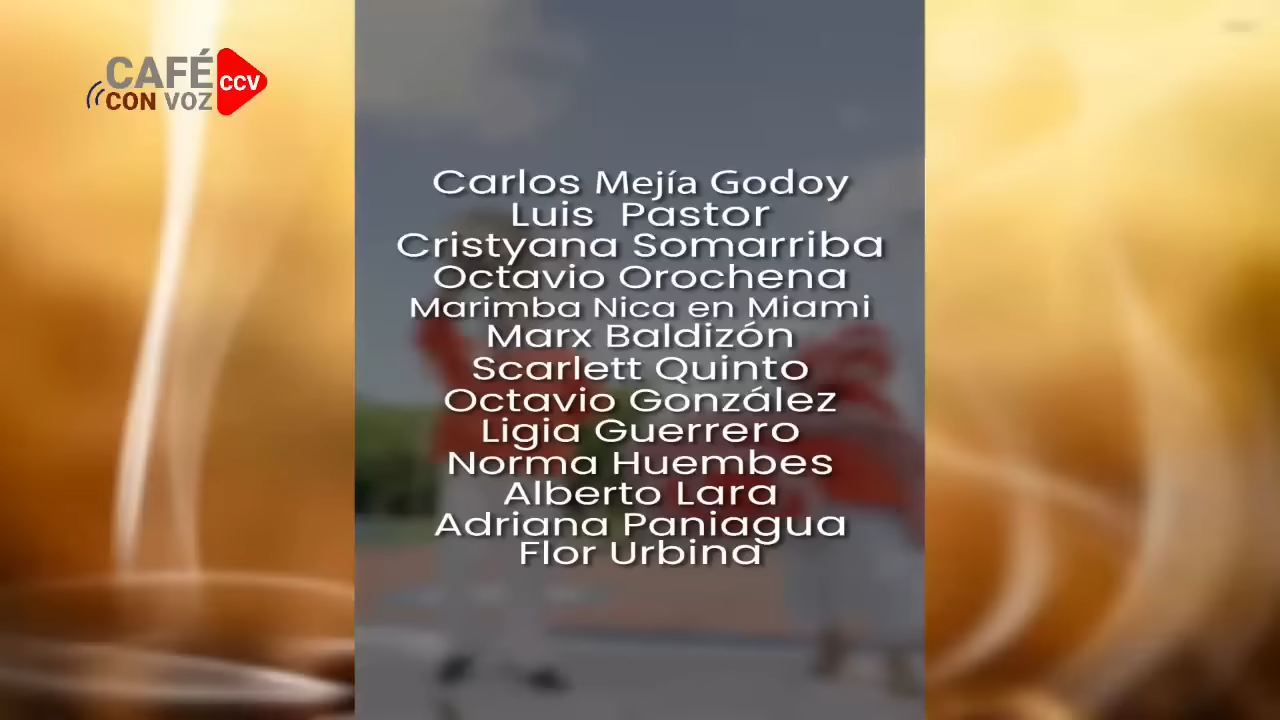 CAFÉ
CON VOZ
CCV
Carlos Mejía Godoy
Luis Pastor
Cristyana Somarriba
Octavio Orochena
Marimba Nica en Miami
Marx Baldizón
Scarlett Quinto
Octavio González
Ligia Guerrero
Norma Huembes
Alberto Lara
Adriana Paniagua
Flor Urbina